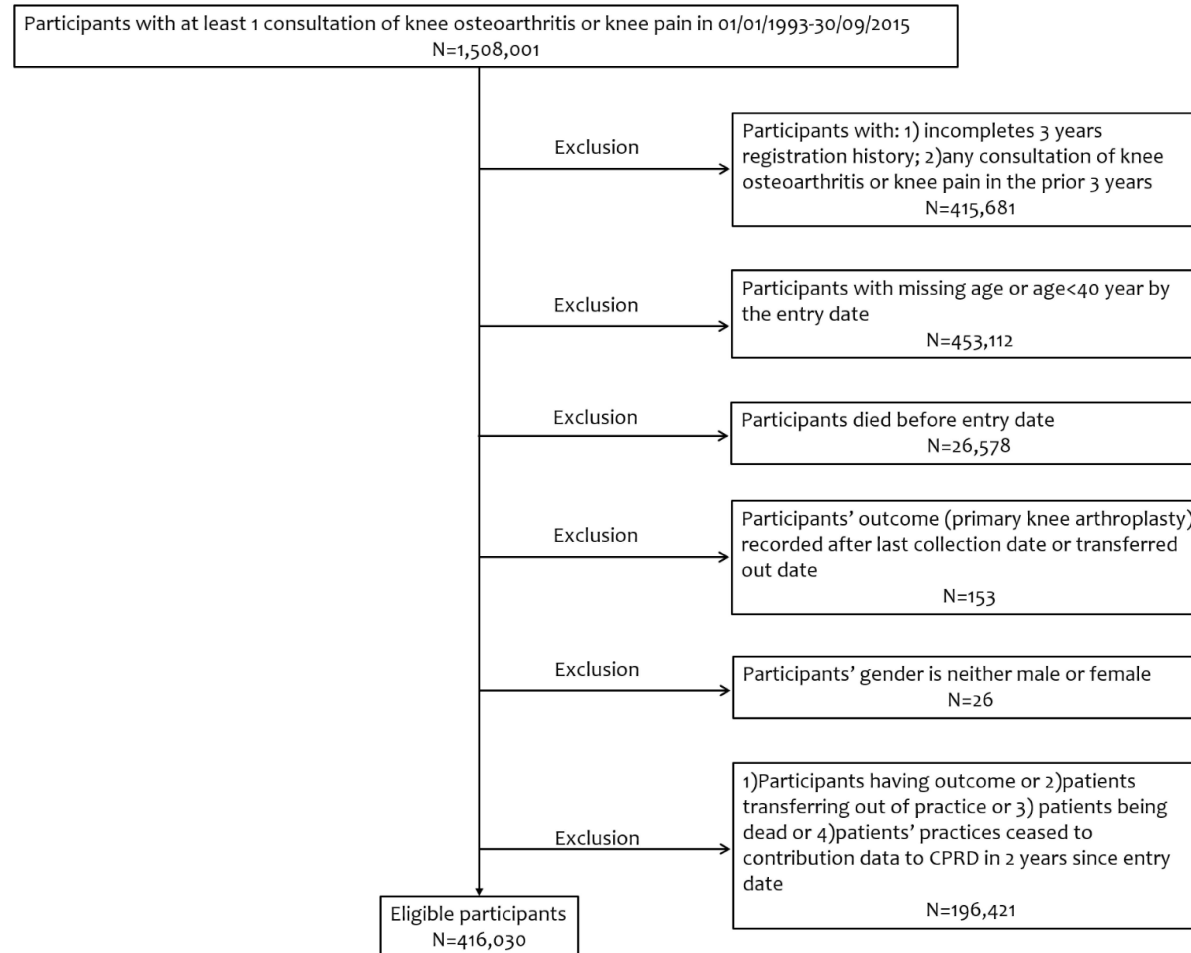 Participants with at least 1 consultation of knee osteoarthritis or knee pain in 01/01/1993-30/09/2015
N=1,508,001
Exclusion
Participants with: 1) incompletes 3 years
registration history; 2)any consultation of knee
osteoarthritis or knee pain in the prior 3 years
N=415,681
Exclusion
Participants with missing age or age<40 year by
the entry date
N=453,112
Exclusion
Participants died before entry date
N=26,578
Exclusion
Participants’ outcome (primary knee arthroplasty)
recorded after last collection date or transferred
out date
N=153
Exclusion
Participants’ gender is neither male or female
N=26
Exclusion
1)Participants having outcome or 2)patients
transferring out of practice or 3) patients being
dead or 4)patients’ practices ceased to
contribution data to CPRD in 2 years since entry
date
N=196,421
Eligible participants
N=416,030